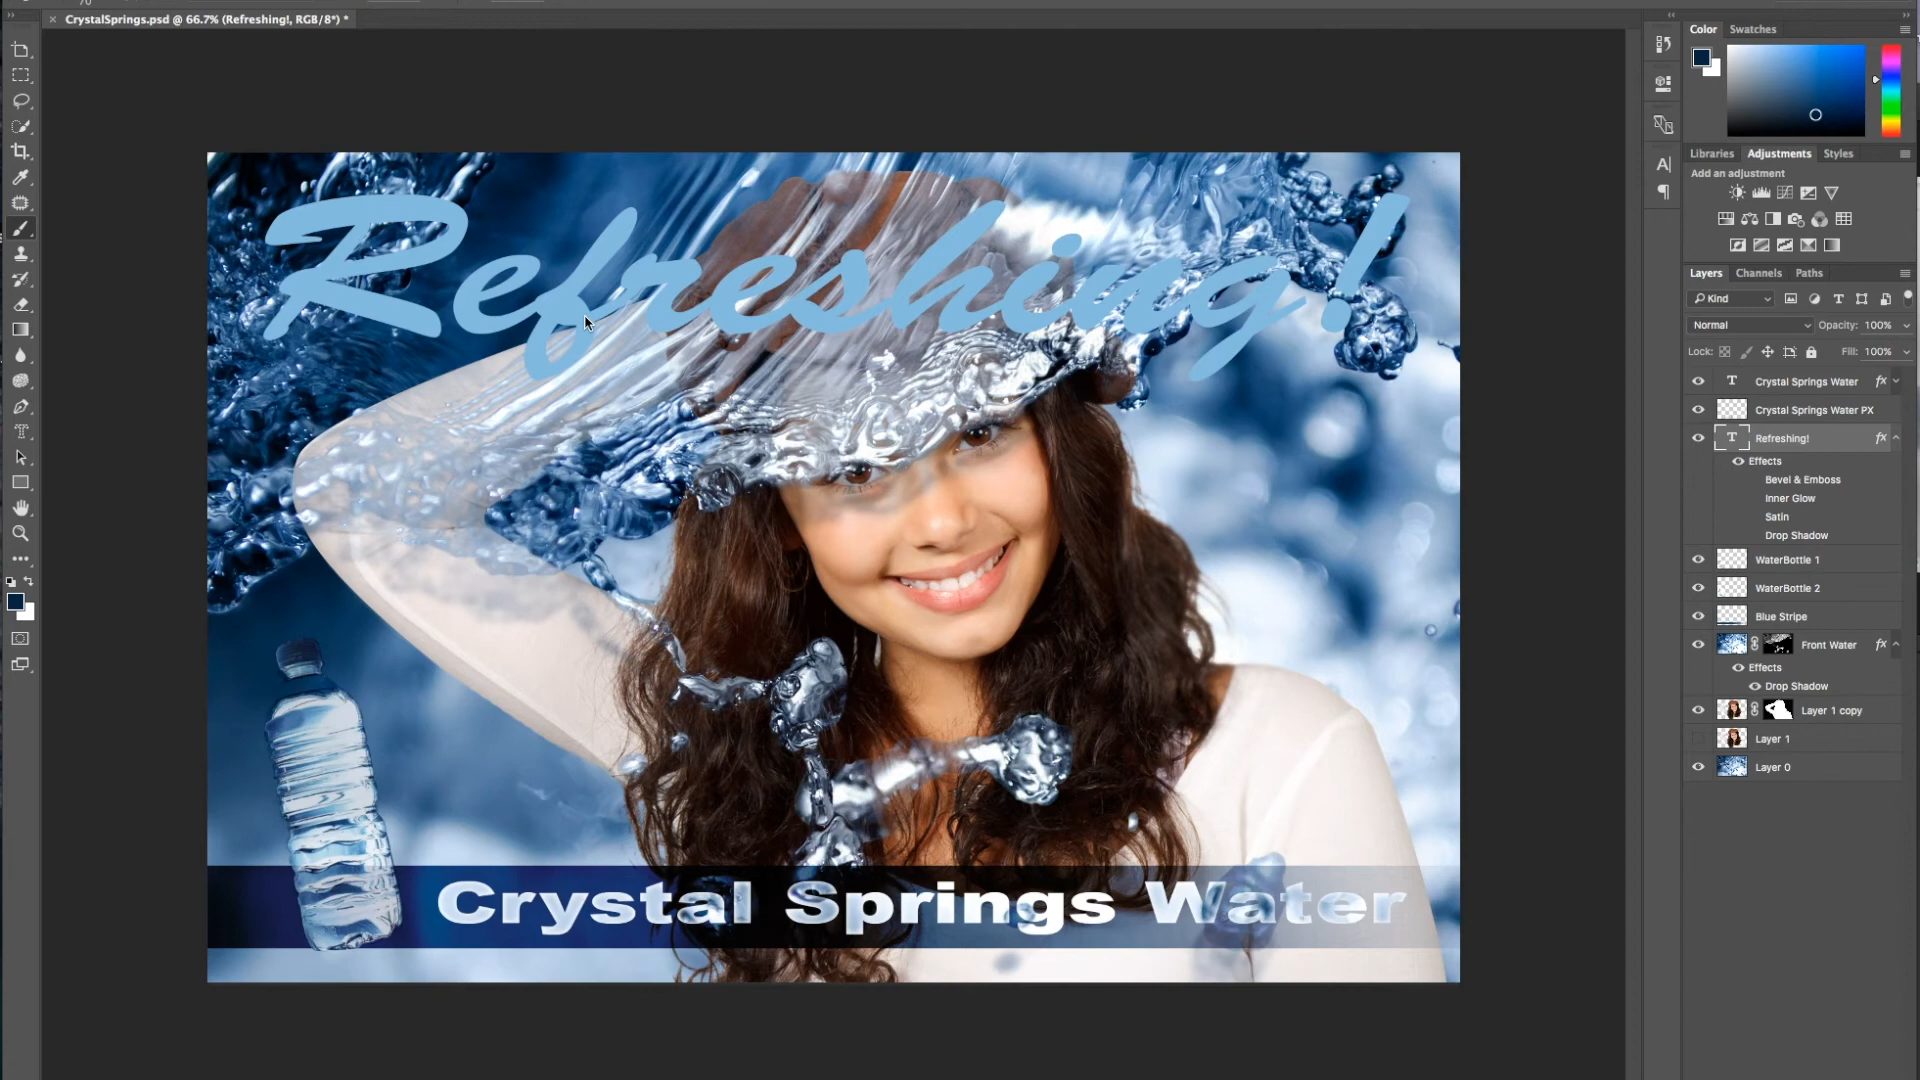 CrystalSprings.psd @ 66.7% (Refreshing!, RGB/8*) *
Color
Swatches
Libraries
Adjustments
Styles
Add an adjustment
Layers
Channels
Paths
Kind
Normal
Opacity: 100%
Lock:
Fill: 100%
Crystal Springs Water
fx
Crystal Springs Water PX
Refreshing!
fx
Effects
Bevel & Emboss
Inner Glow
Satin
Drop Shadow
WaterBottle 1
WaterBottle 2
Blue Stripe
Front Water
fx
Effects
Drop Shadow
Layer 1 copy
Layer 1
Layer 0
Refreshing!
Crystal Springs Water